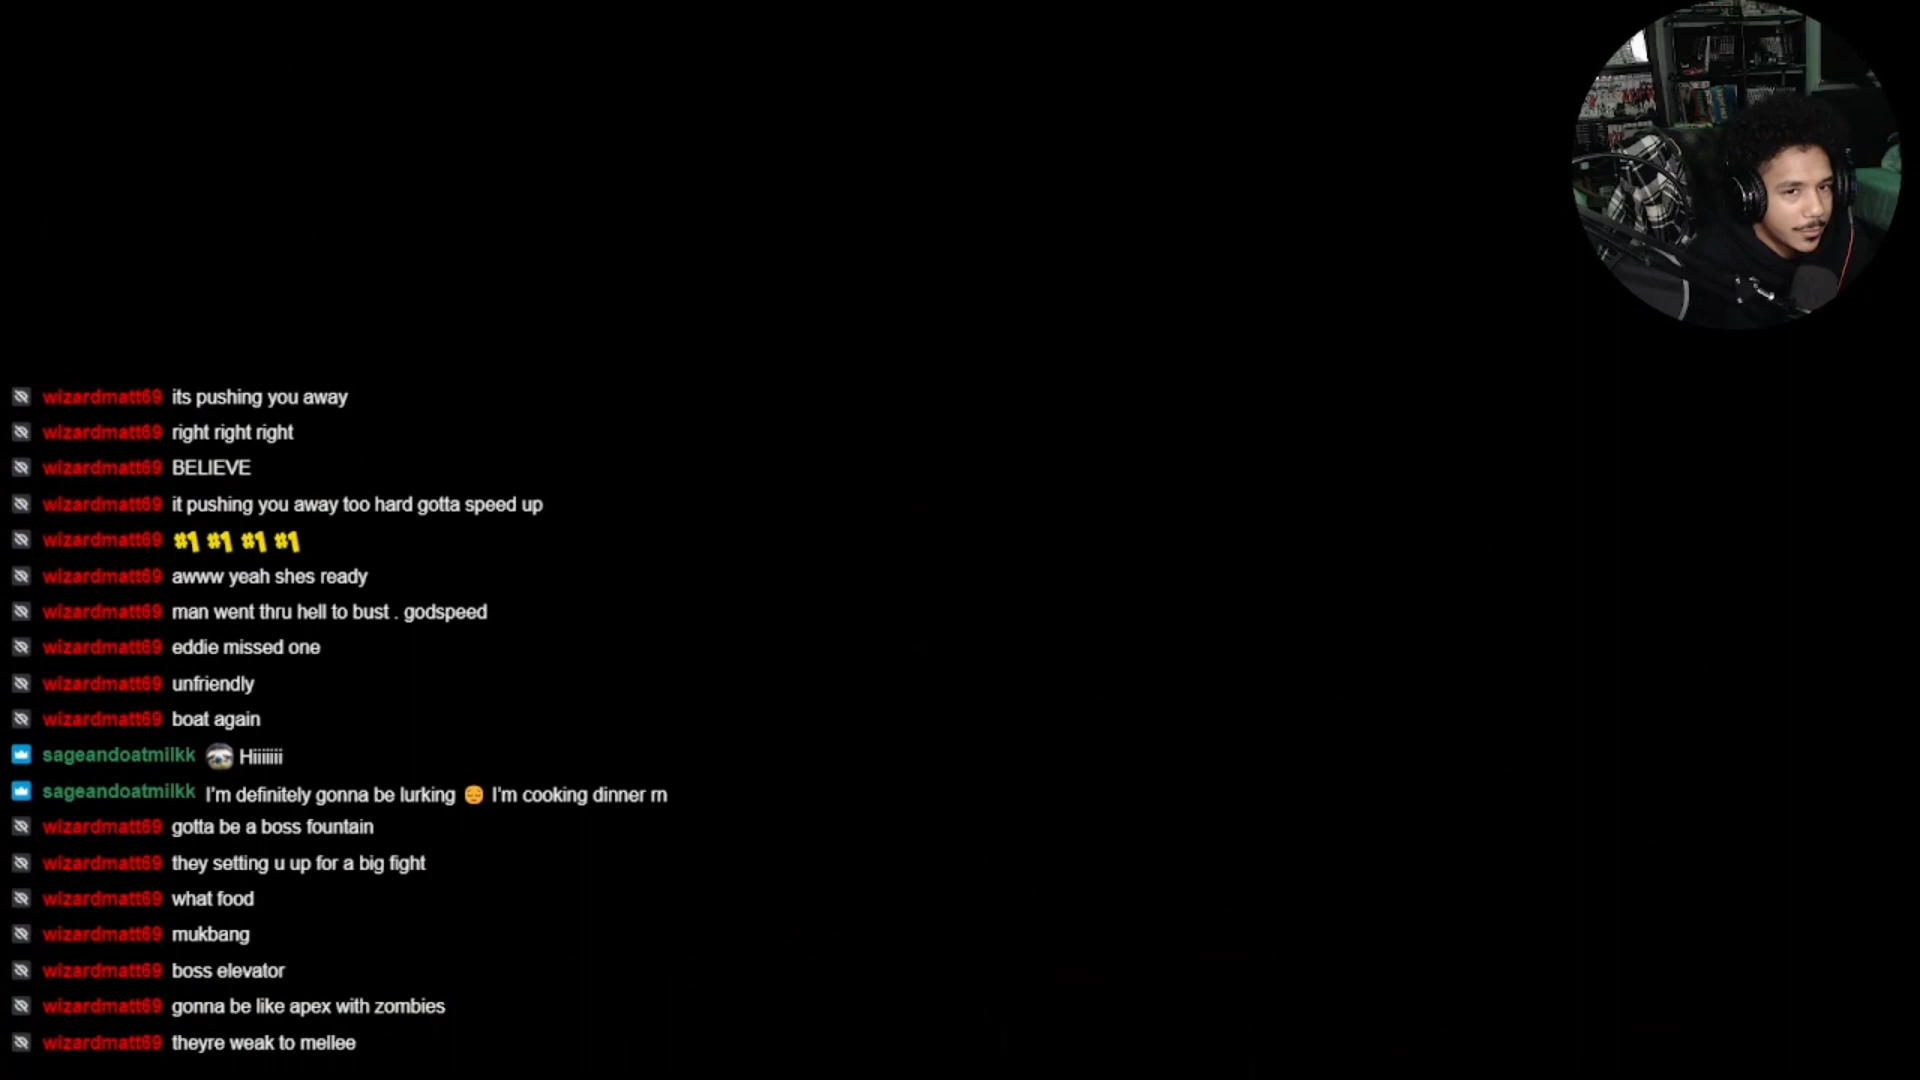 wizardmatt69 its pushing you away
wizardmatt69 right right right
wizardmatt69 BELIEVE
wizardmatt69 it pushing you away too hard gotta speed up
wizardmatt69 #1 #1 #1 #1
wizardmatt69 awww yeah shes ready
wizardmatt69 man went thru hell to bust . godspeed
wizardmatt69 eddie missed one
wizardmatt69 unfriendly
wizardmatt69 boat again
sageandoatmilkk Hiiiiiii
sageandoatmilkk I'm definitely gonna be lurking 😔 I'm cooking dinner rn
wizardmatt69 gotta be a boss fountain
wizardmatt69 they setting u up for a big fight
wizardmatt69 what food
wizardmatt69 mukbang
wizardmatt69 boss elevator
wizardmatt69 gonna be like apex with zombies
wizardmatt69 theyre weak to mellee